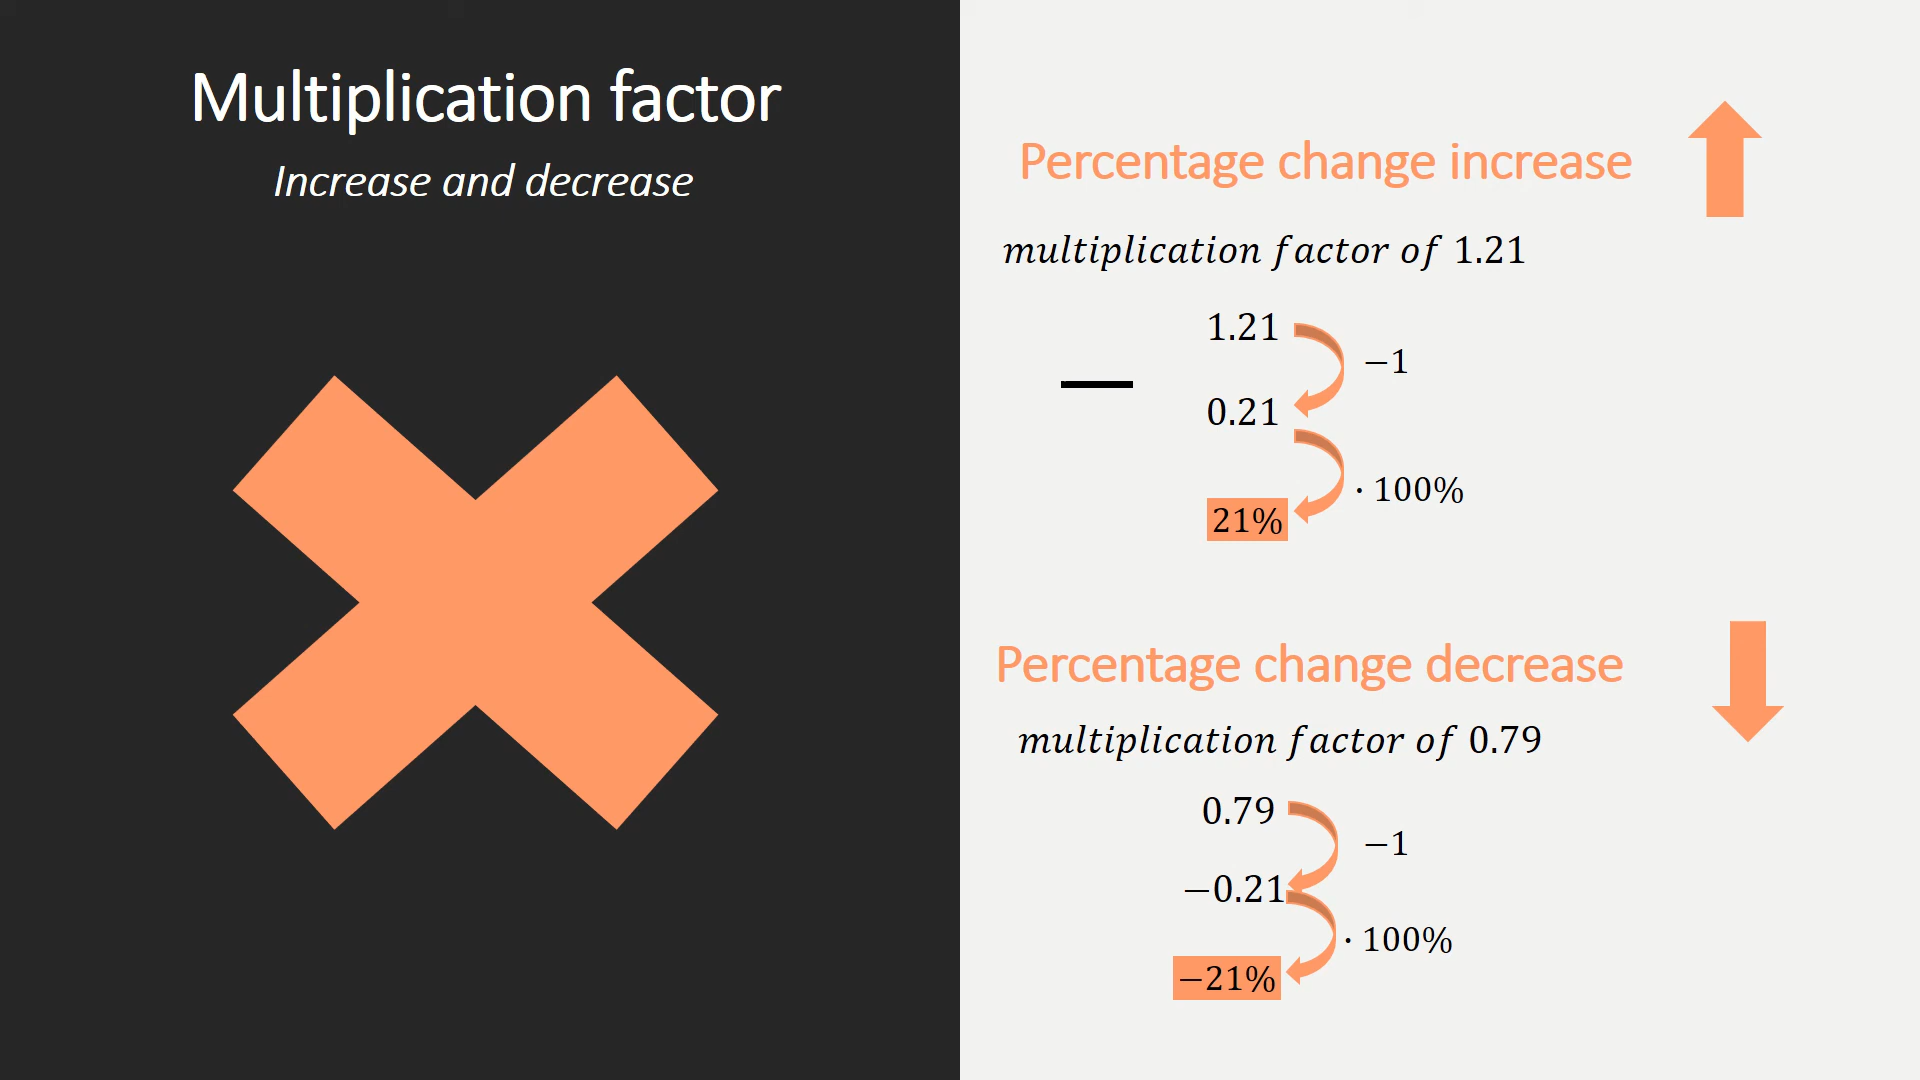 Multiplication factor
Increase and decrease
Percentage change increase
multiplication factor of 1.21
1.21
−1
0.21
· 100%
21%
Percentage change decrease
multiplication factor of 0.79
0.79
−1
−0.21
· 100%
−21%